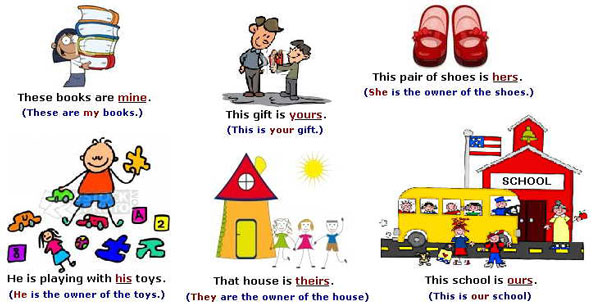 These books are mine.
(These are my books.)
This gift is yours.
(This is your gift.)
This pair of shoes is hers.
(She is the owner of the shoes.)
A
2
8
He is playing with his toys.
(He is the owner of the toys.)
That house is theirs.
(They are the owner of the house)
SCHOOL
This school is ours.
(This is our school)